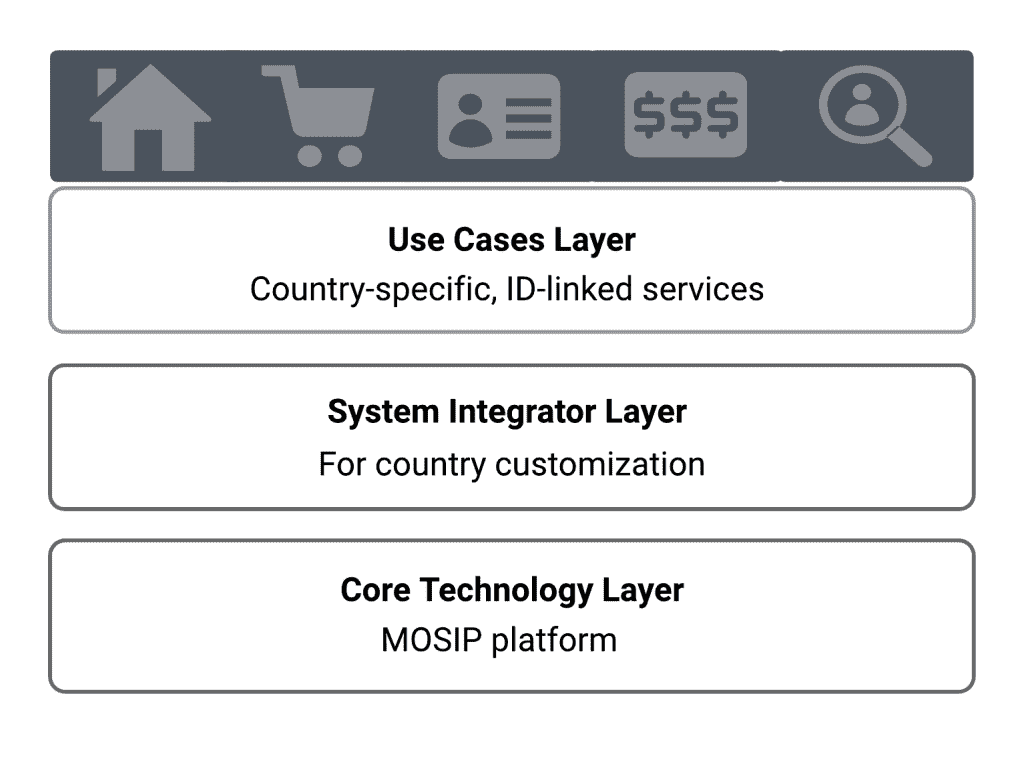 $$$
Use Cases Layer
Country-specific, ID-linked services
System Integrator Layer
For country customization
Core Technology Layer
MOSIP platform